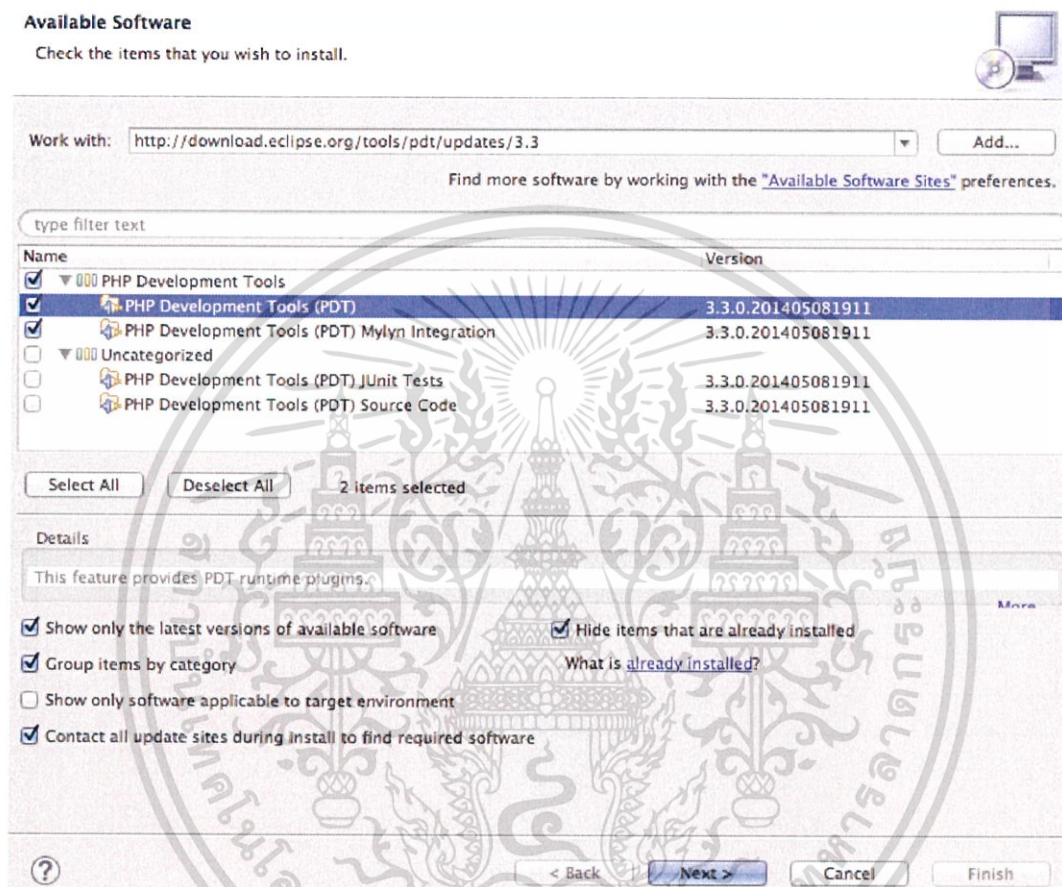 Available Software
Check the items that you wish to install.
Work with: http://download.eclipse.org/tools/pdt/updates/3.3 Add...
Find more software by working with the "Available Software Sites" preferences.
type filter text
Name Version
PHP Development Tools
PHP Development Tools (PDT) 3.3.0.201405081911
PHP Development Tools (PDT) Mylyn Integration 3.3.0.201405081911
Uncategorized
PHP Development Tools (PDT) JUnit Tests 3.3.0.201405081911
PHP Development Tools (PDT) Source Code 3.3.0.201405081911
Select All Deselect All 2 items selected
Details
This feature provides PDT runtime plugins.
More
Show only the latest versions of available software Hide items that are already installed
Group items by category What is already installed?
Show only software applicable to target environment
Contact all update sites during install to find required software
< Back Next > Cancel Finish